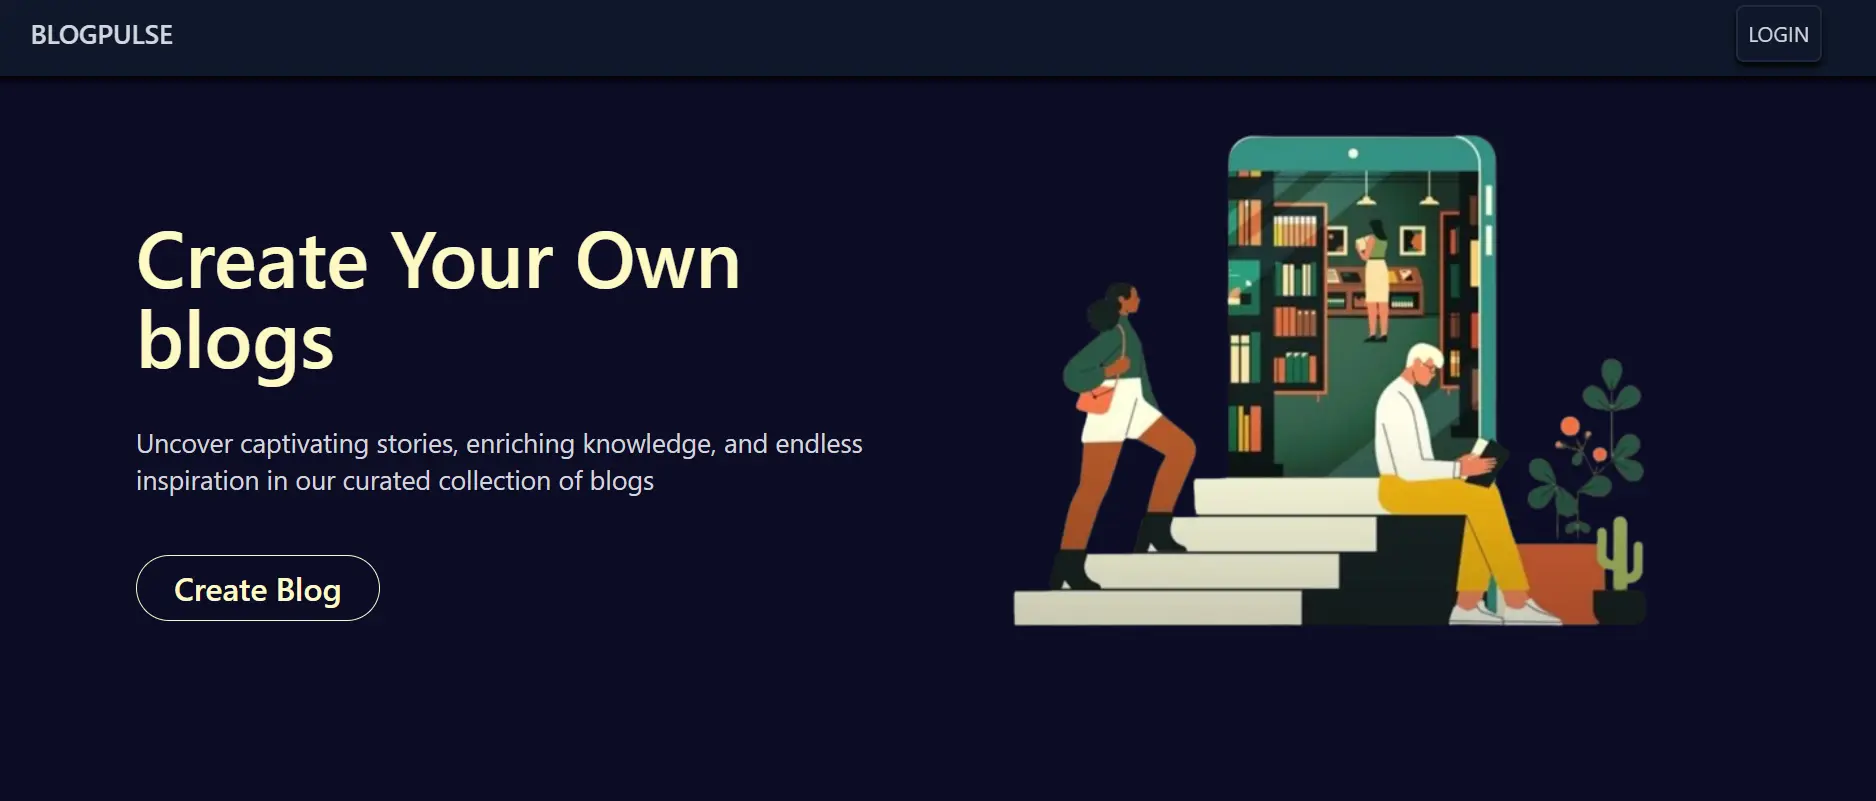 BLOGPULSE
LOGIN
Create Your Own
blogs
Uncover captivating stories, enriching knowledge, and endless
inspiration in our curated collection of blogs
Create Blog